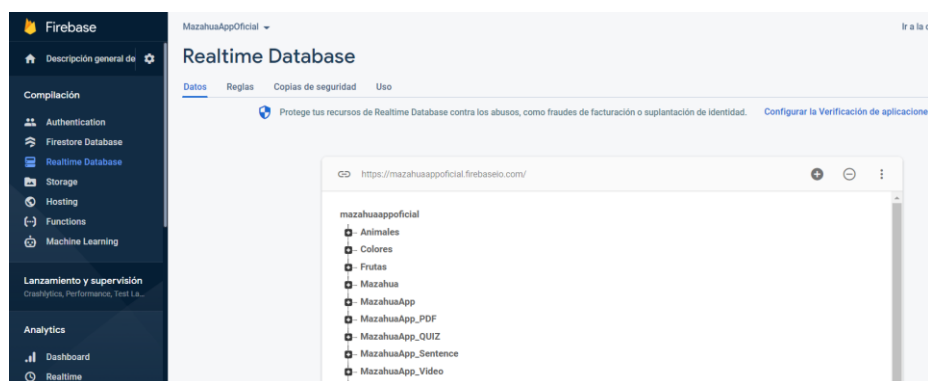 Firebase
Descripción general de
Compilación
Authentication
Firestore Database
Realtime Database
Storage
Hosting
Functions
Machine Learning
Lanzamiento y supervisión
Crashlytics, Performance, Test La...
Analytics
Dashboard
Realtime
MazahuaAppOficial
Ir a la
Realtime Database
Datos Reglas Copias de seguridad Uso
Protege tus recursos de Realtime Database contra los abusos, como fraudes de facturación o suplantación de identidad. Configurar la Verificación de aplicacione
https://mazahuaappoficial.firebaseio.com/
mazahuaappoficial
Animales
Colores
Frutas
Mazahua
MazahuaApp
MazahuaApp_PDF
MazahuaApp_QUIZ
MazahuaApp_Sentence
MazahuaApp_Video